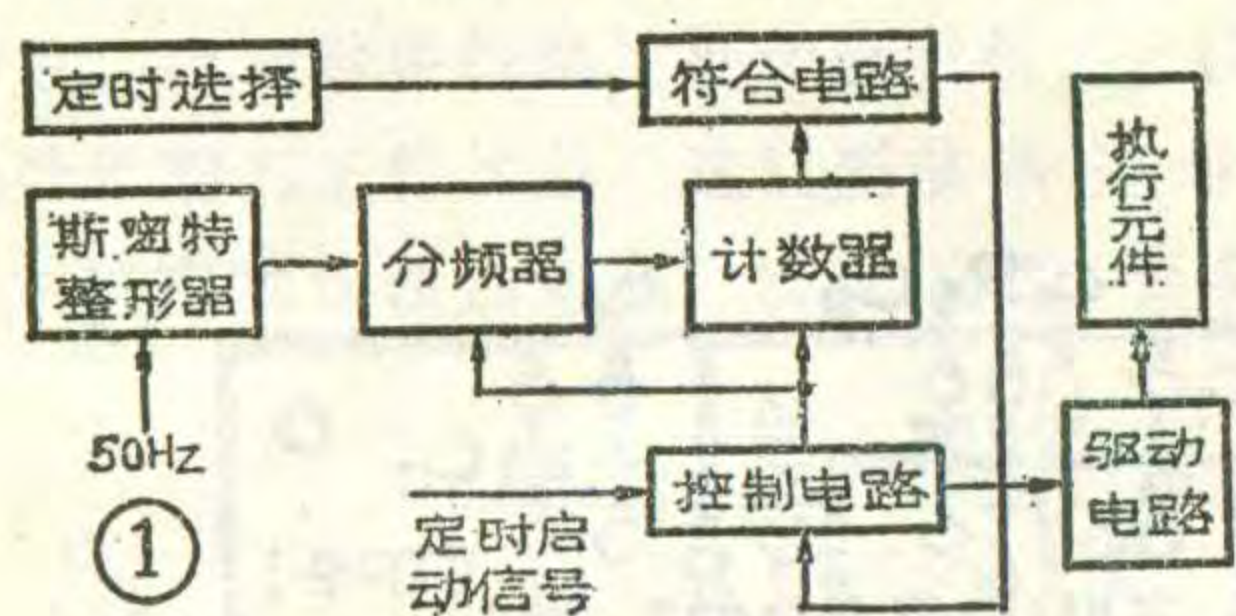 定时选择
符合电路
执行元件
斯密特
整形器
分频器
计数器
50Hz
①
定时启
动信号
控制电路
驱动
电路